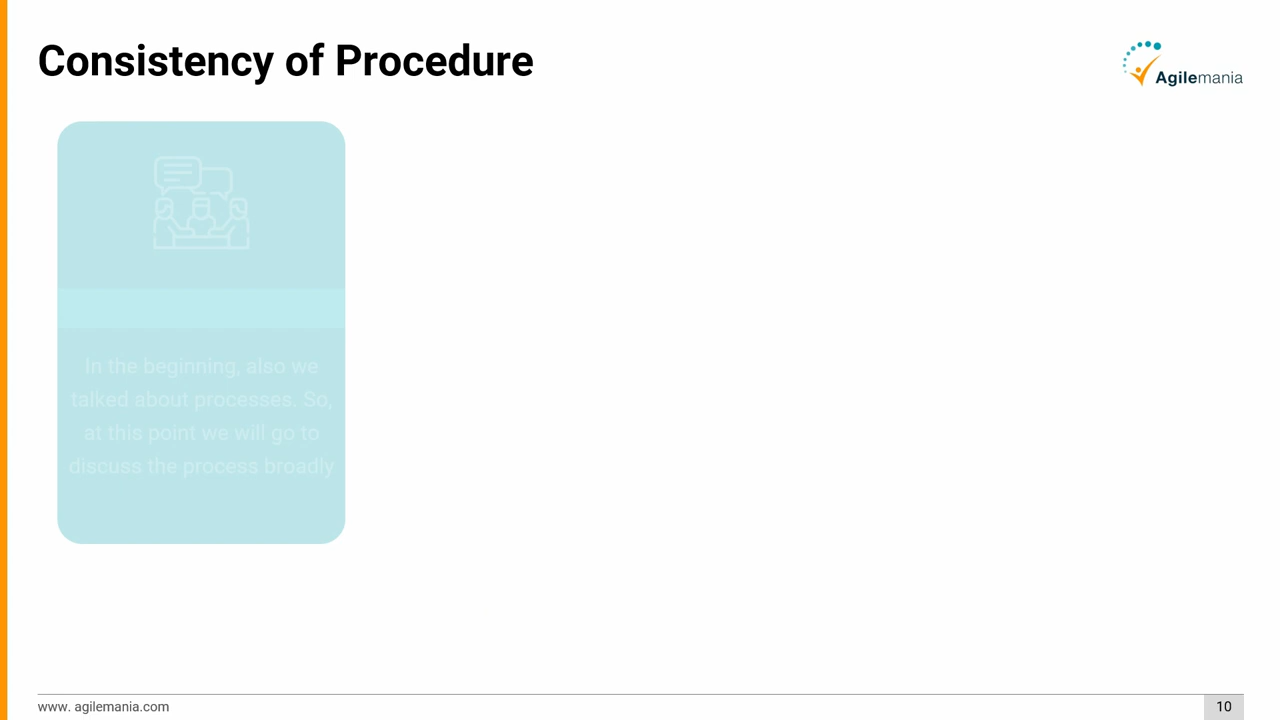 Consistency of Procedure
Agilemania
In the beginning, also we
talked about processes. So,
at this point we will go to
discuss the process broadly
www. agilemania.com
10